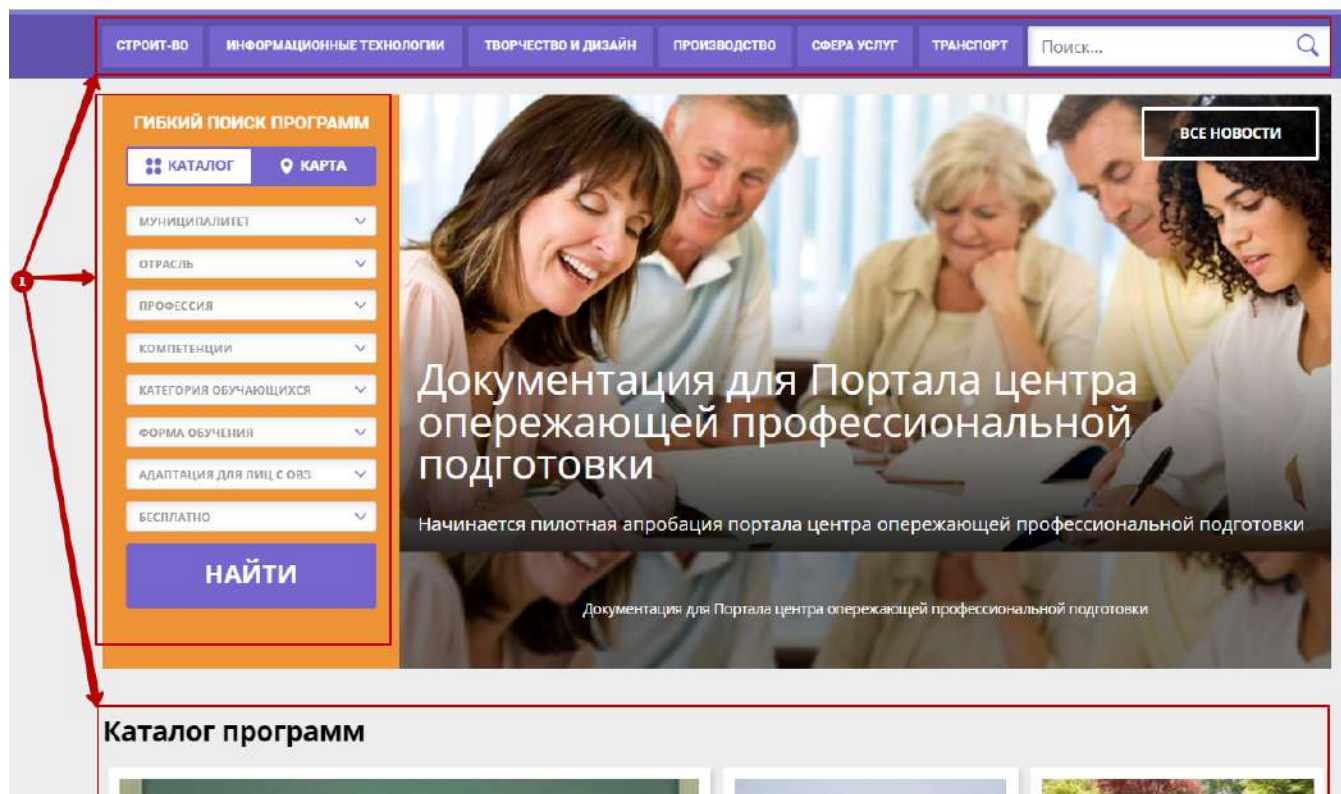 СТРОИТ-ВО ИНФОРМАЦИОННЫЕ ТЕХНОЛОГИИ ТВОРЧЕСТВО И ДИЗАЙН ПРОИЗВОДСТВО СФЕРА УСЛУГ ТРАНСПОРТ Поиск...
ГИБКИЙ ПОИСК ПРОГРАММ
КАТАЛОГ КАРТА
МУНИЦИПАЛИТЕТ
ОТРАСЛЬ
ПРОФЕССИЯ
КОМПЕТЕНЦИИ
КАТЕГОРИЯ ОБУЧАЮЩИХСЯ
ФОРМА ОБУЧЕНИЯ
АДАПТАЦИЯ ДЛЯ ЛИЦ С ОВЗ
БЕСПЛАТНО
НАЙТИ
1
ВСЕ НОВОСТИ
Документация для Портала центра
опережающей профессиональной
подготовки
Начинается пилотная апробация портала центра опережающей профессиональной подготовки
Документация для Портала центра опережающей профессиональной подготовки
Каталог программ